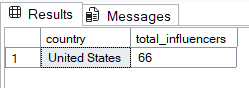 Results Messages
country total_influencers
1 United States 66